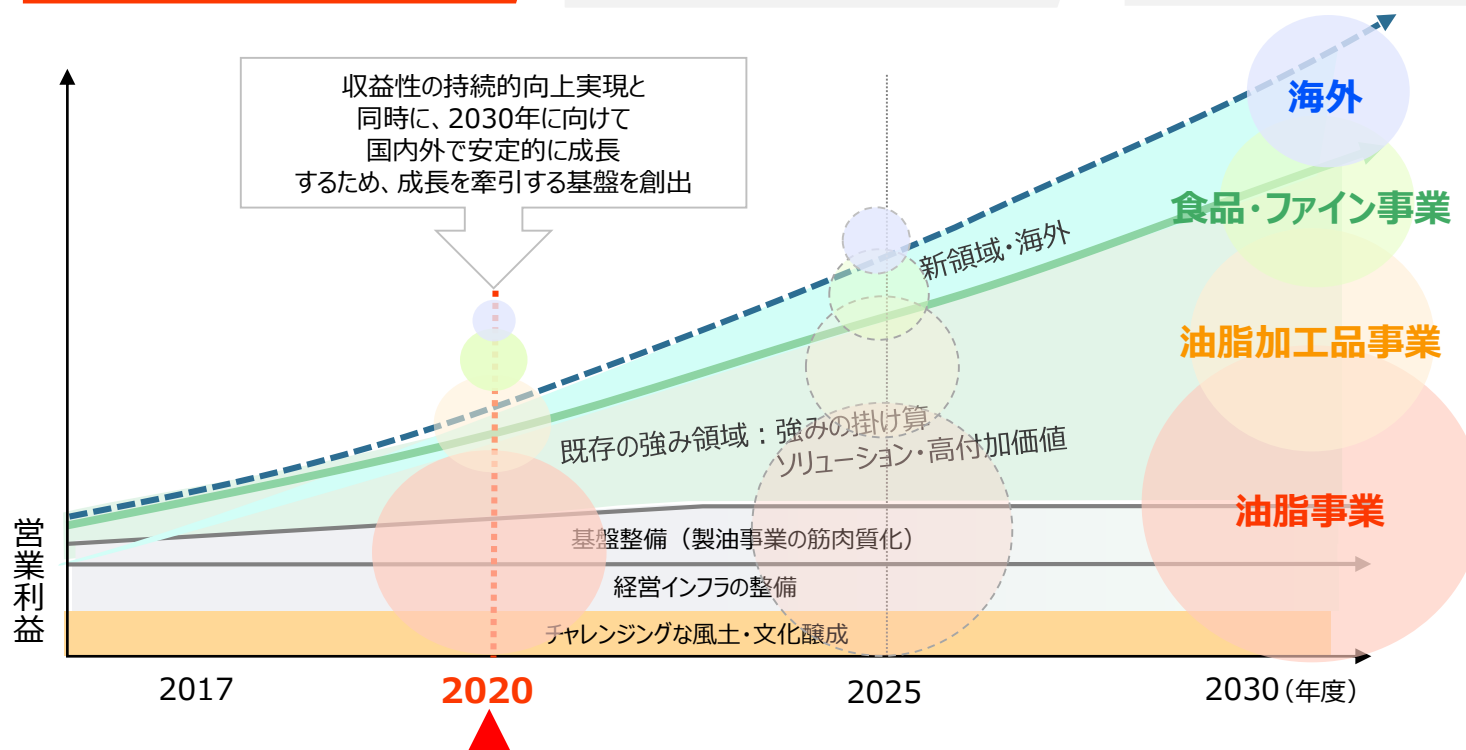 収益性の持続的向上実現と
同時に、2030年に向けて
国内外で安定的に成長
するため、成長を牽引する基盤を創出
海外
食品・ファイン事業
新領域・海外
油脂加工品事業
既存の強み領域：強みの掛け算
ソリューション・高付加価値
油脂事業
基盤整備（製油事業の筋肉質化）
経営インフラの整備
チャレンジングな風土・文化醸成
営業利益
2017
2020
2025
2030（年度）